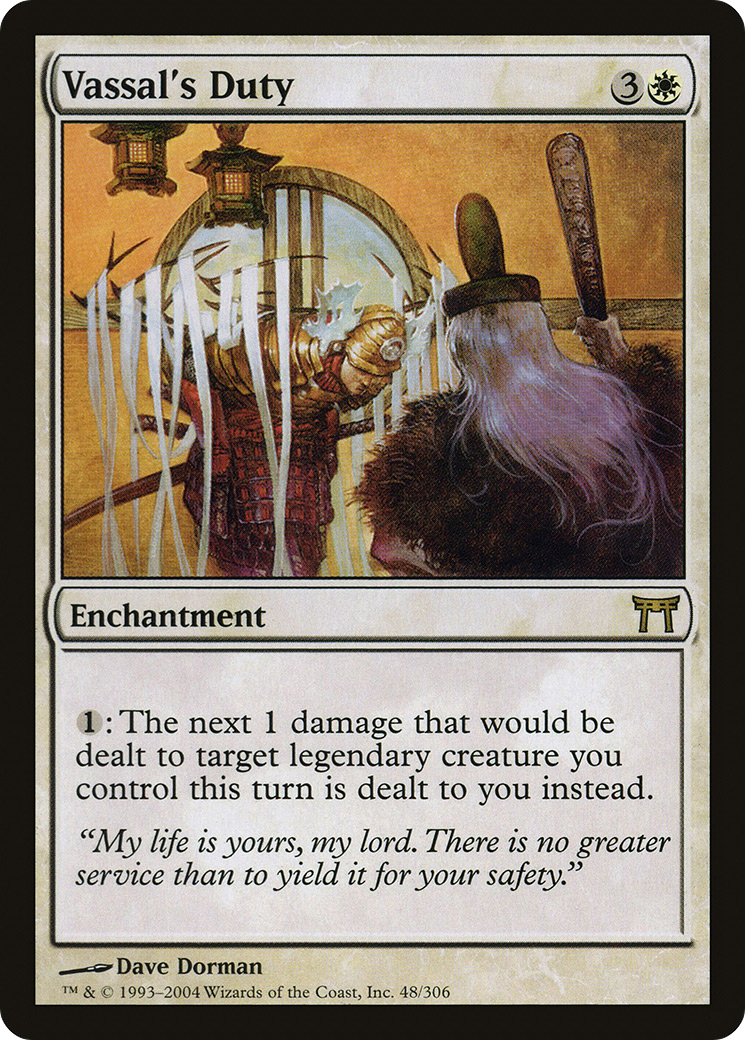 Vassal's Duty 3
Enchantment
1: The next 1 damage that would be
dealt to target legendary creature you
control this turn is dealt to you instead.
“My life is yours, my lord. There is no greater
service than to yield it for your safety.”
Dave Dorman
™ & © 1993–2004 Wizards of the Coast, Inc. 48/306